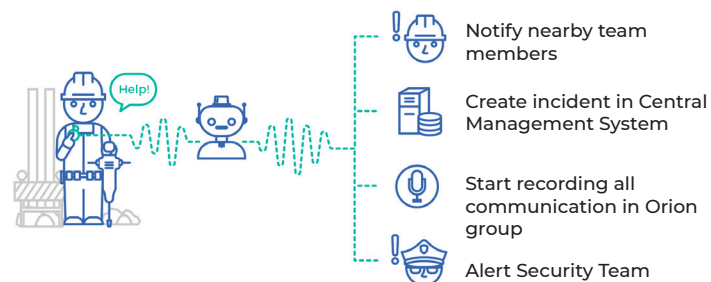 Help!
Notify nearby team
members
Create incident in Central
Management System
Start recording all
communication in Orion
group
Alert Security Team